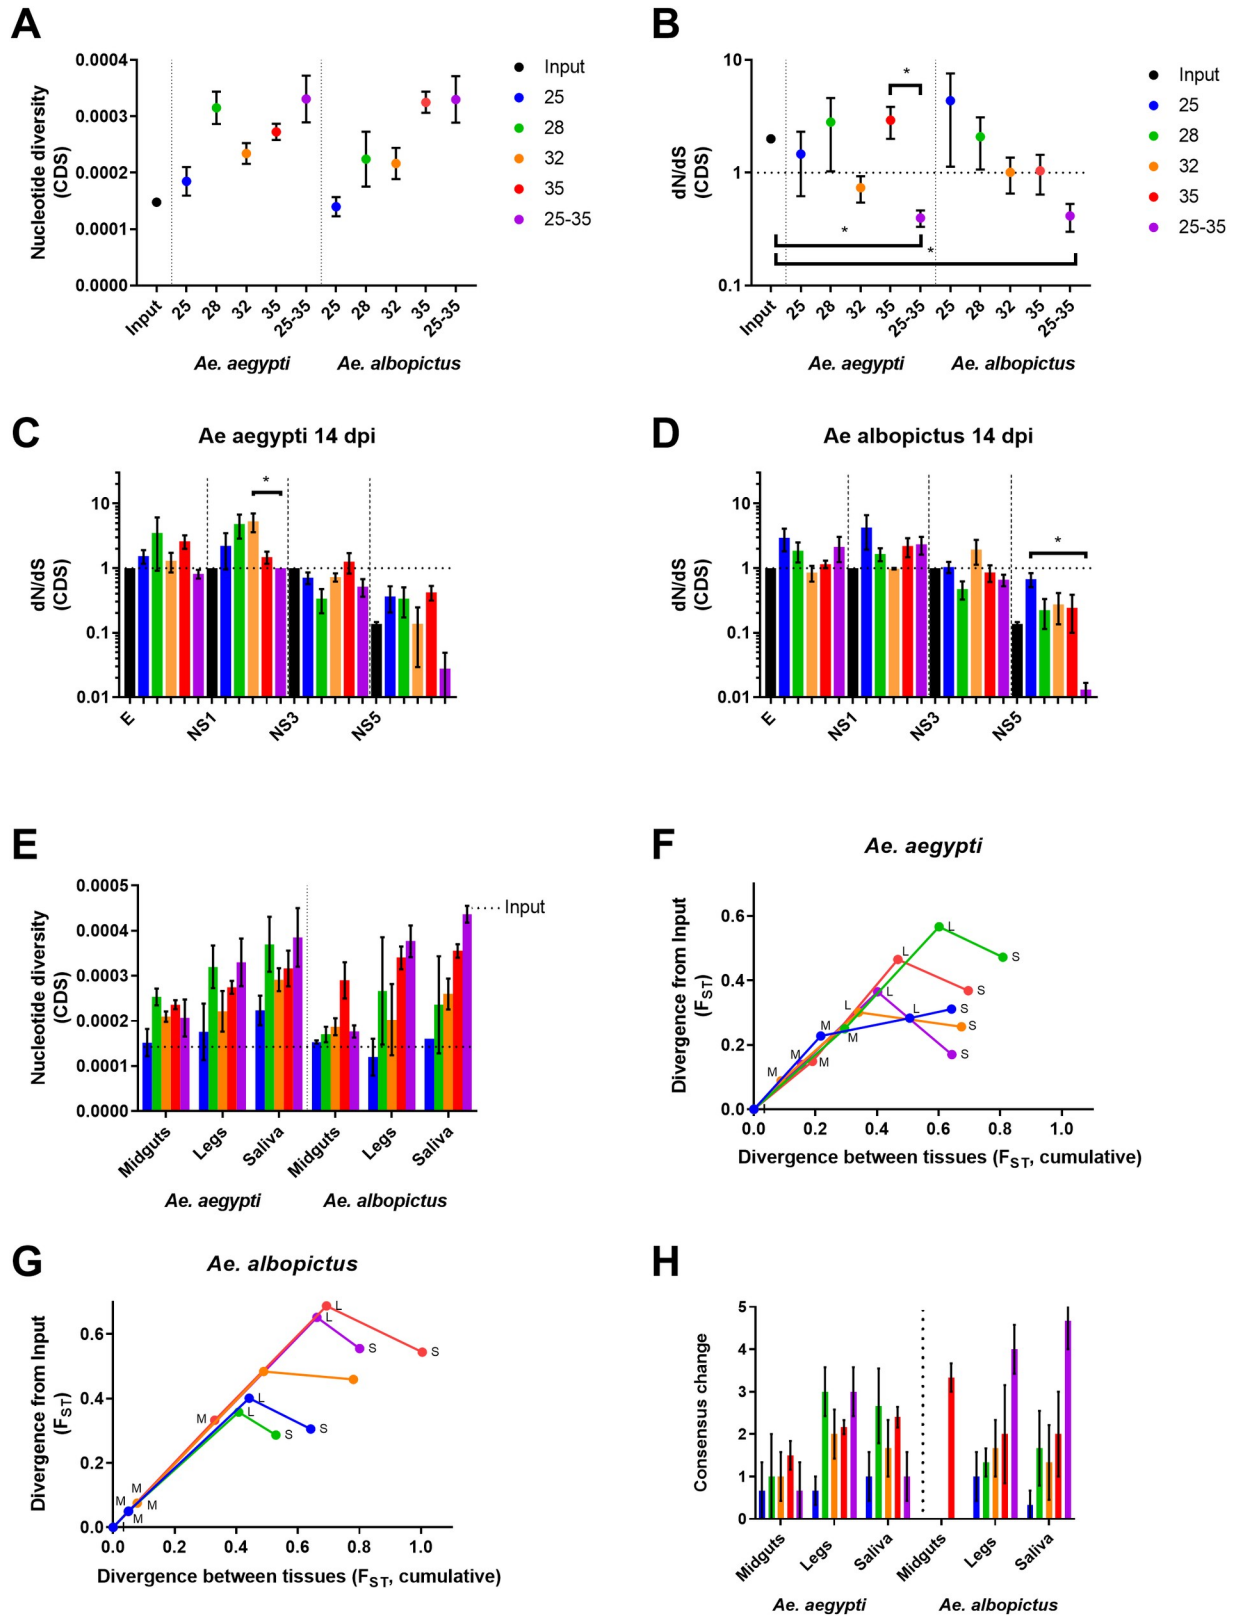 A
Nucleotide diversity
(CDS)
0.0004
0.0003
0.0002
0.0001
0.0000
Input
25
28
32
35
25-35
25
28
32
35
25-35
Ae. aegypti
Ae. albopictus
Input
25
28
32
35
25-35
B
dN/dS
(CDS)
10
1
0.1
*
*
*
Input
25
28
32
35
25-35
25
28
32
35
25-35
Ae. aegypti
Ae. albopictus
Input
25
28
32
35
25-35
C
Ae aegypti 14 dpi
dN/dS
(CDS)
10
1
0.1
0.01
*
E
NS1
NS3
NS5
D
Ae albopictus 14 dpi
dN/dS
(CDS)
10
1
0.1
0.01
*
E
NS1
NS3
NS5
E
Nucleotide diversity
(CDS)
0.0005
0.0004
0.0003
0.0002
0.0001
0.0000
Input
Midguts
Legs
Saliva
Midguts
Legs
Saliva
Ae. aegypti
Ae. albopictus
F
Ae. aegypti
Divergence from Input
(FST)
0.6
0.4
0.2
0.0
L
L
S
L
S
L
L
S
S
M
M
M
M
M
S
0.0
0.2
0.4
0.6
0.8
1.0
Divergence between tissues (FST, cumulative)
G
Ae. albopictus
Divergence from Input
(FST)
0.6
0.4
0.2
0.0
L
L
S
S
L
M
L
S
S
M
M
M
M
0.0
0.2
0.4
0.6
0.8
1.0
Divergence between tissues (FST, cumulative)
H
Consensus change
5
4
3
2
1
0
Midguts
Legs
Saliva
Midguts
Legs
Saliva
Ae. aegypti
Ae. albopictus